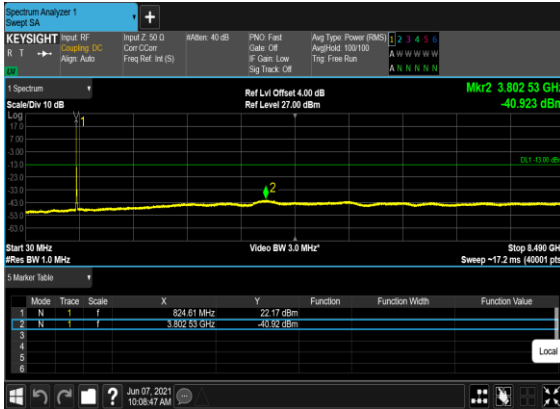 Spectrum Analyzer 1
Swept SA
+
KEYSIGHT Input: RF Input Z: 50 Ω #Atten: 40 dB PNO: Fast Avg Type: Power (RMS) 1 2 3 4 5 6
R T Coupling: DC Corr CCorr Gate: Off Avg|Hold: 100/100 A W W W W W
Align: Auto Freq Ref: Int (S) IF Gain: Low Trig: Free Run
Sig Track: Off A N N N N N
1 Spectrum Ref Lvl Offset 4.00 dB Mkr2 3.802 53 GHz
Scale/Div 10 dB Ref Level 27.00 dBm -40.923 dBm
Log
17.0
7.00
-3.00
-13.0 DL1 -13.00 dBm
-23.0
-33.0
-43.0
-53.0
-63.0
1
2
Start 30 MHz Video BW 3.0 MHz* Stop 8.490 GH
#Res BW 1.0 MHz Sweep ~17.2 ms (40001 pts
5 Marker Table
Mode Trace Scale X Y Function Function Width Function Value
1 N 1 f 824.61 MHz 22.17 dBm
2 N 1 f 3.802 53 GHz -40.92 dBm
3
4
5
6
Local
? Jun 07, 2021
10:08:47 AM